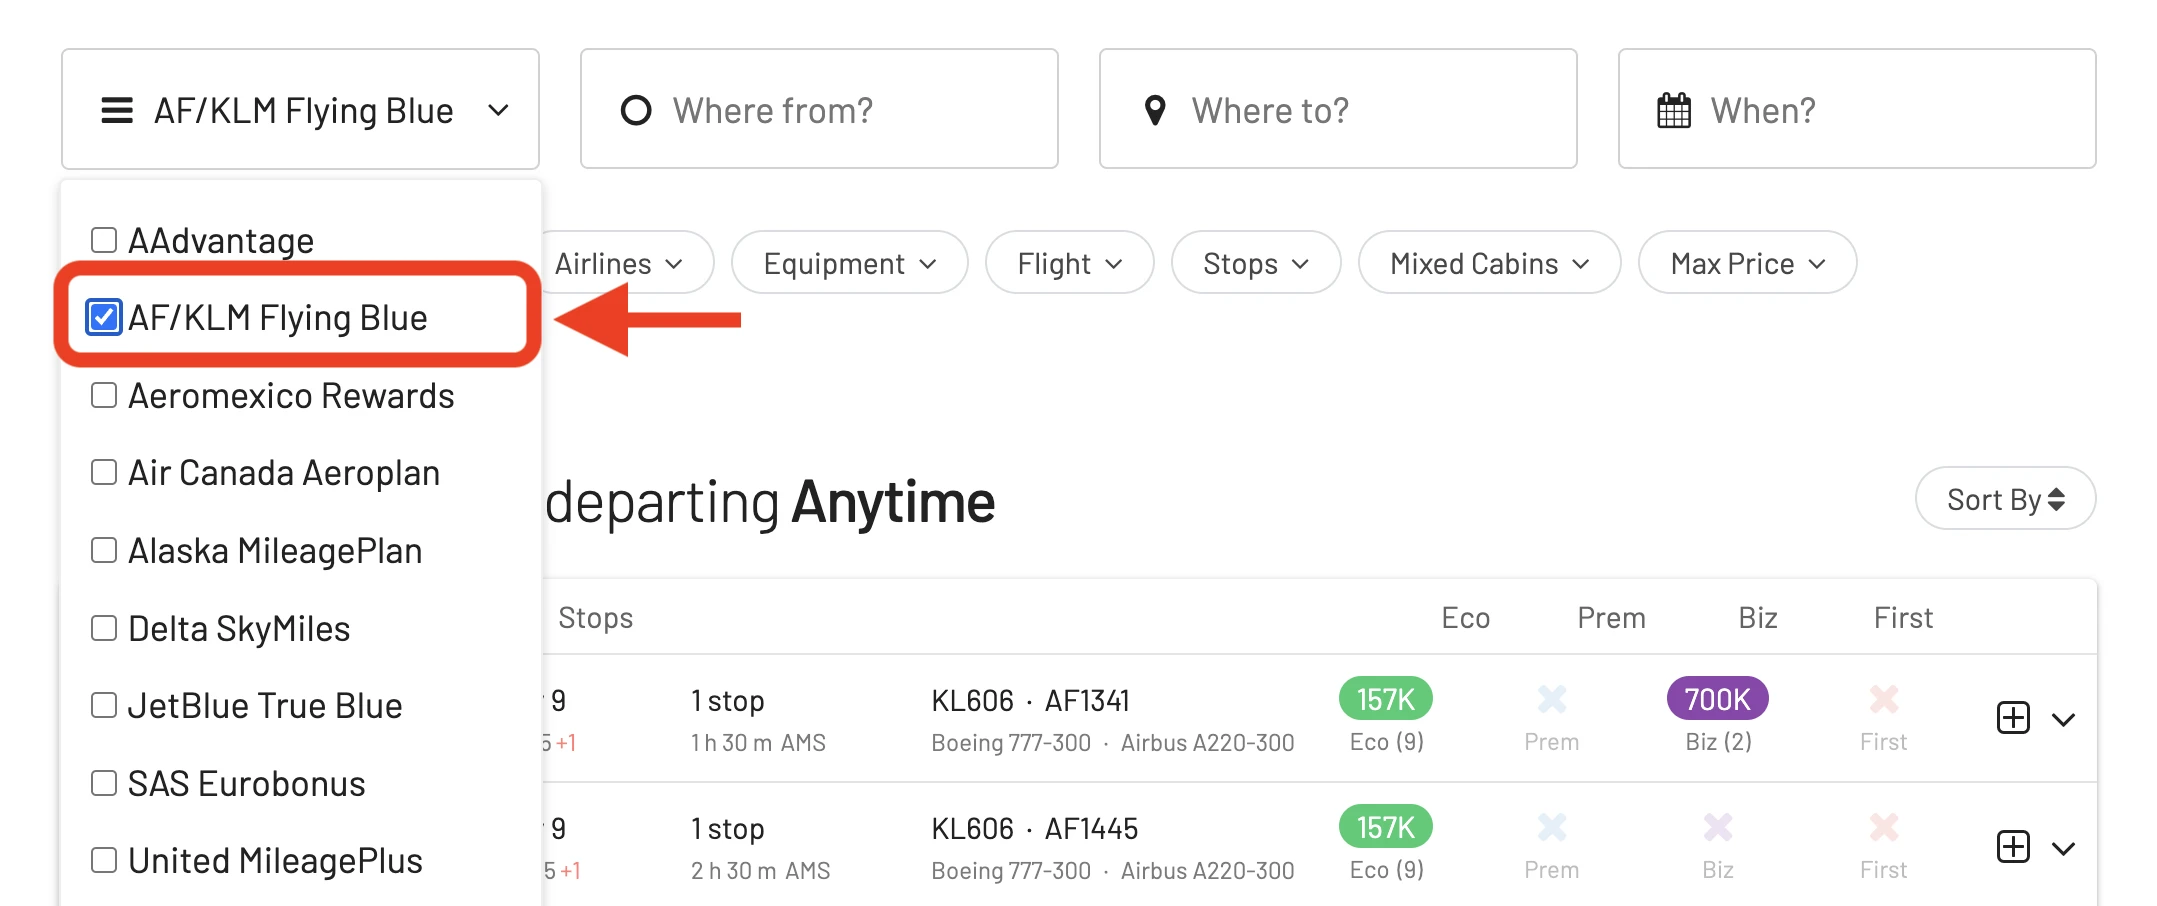 AF/KLM Flying Blue
Where from?
Where to?
When?
AAdvantage
AF/KLM Flying Blue
Aeromexico Rewards
Air Canada Aeroplan
Alaska MileagePlan
Delta SkyMiles
JetBlue True Blue
SAS Eurobonus
United MileagePlus
Airlines
Equipment
Flight
Stops
Mixed Cabins
Max Price
departing Anytime
Sort By
Stops Eco Prem Biz First
9 1 stop KL606 · AF1341 157K 700K
5 +1 1 h 30 m AMS Boeing 777-300 · Airbus A220-300 Eco (9) Prem Biz (2) First
9 1 stop KL606 · AF1445 157K
5 +1 2 h 30 m AMS Boeing 777-300 · Airbus A220-300 Eco (9) Prem Biz First